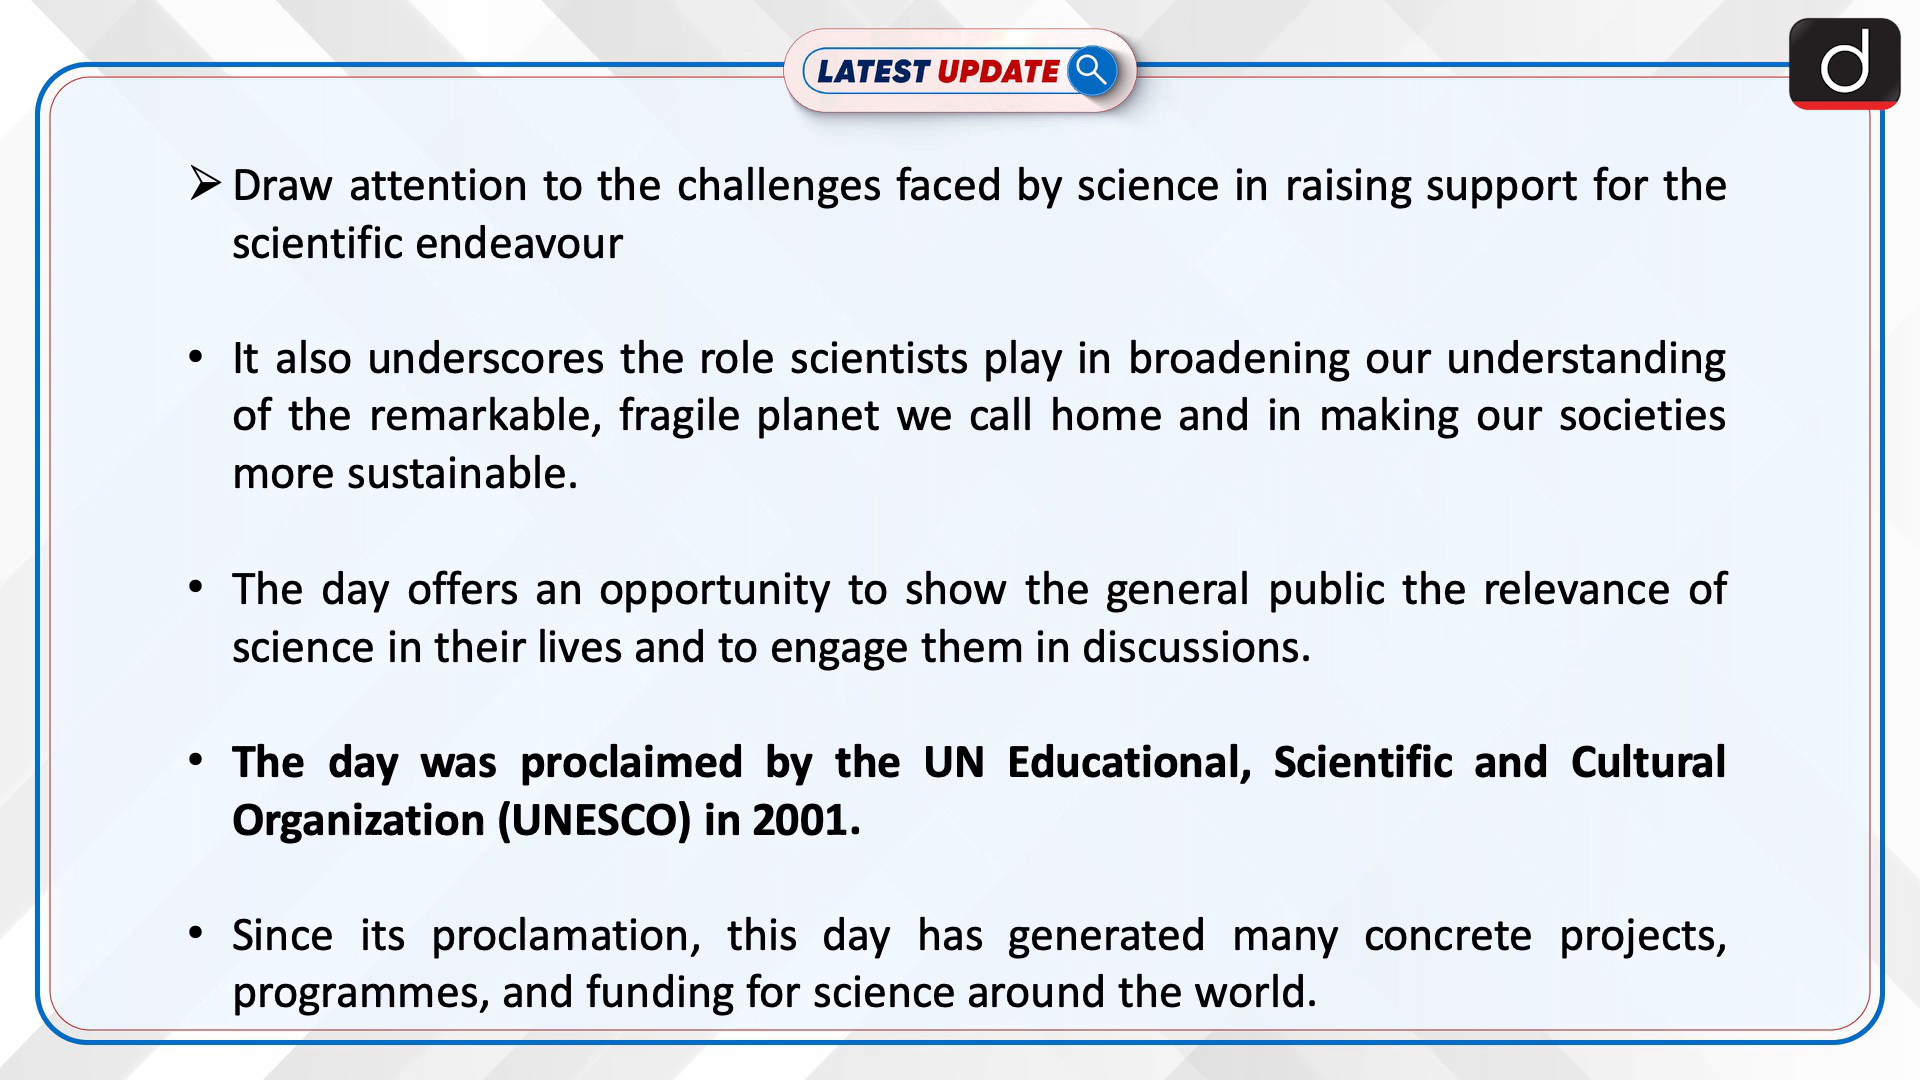 LATEST UPDATE
d
➢ Draw attention to the challenges faced by science in raising support for the
scientific endeavour
• It also underscores the role scientists play in broadening our understanding
of the remarkable, fragile planet we call home and in making our societies
more sustainable.
• The day offers an opportunity to show the general public the relevance of
science in their lives and to engage them in discussions.
• The day was proclaimed by the UN Educational, Scientific and Cultural
Organization (UNESCO) in 2001.
• Since its proclamation, this day has generated many concrete projects,
programmes, and funding for science around the world.